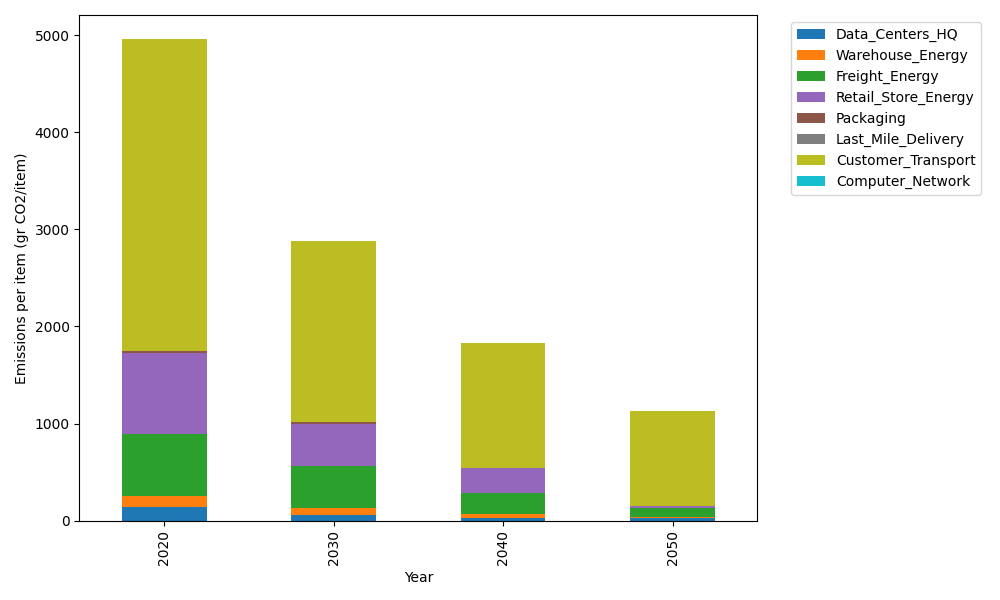 5000
4000
3000
2000
1000
0
Emissions per item (gr CO2/item)
2020
2030
2040
2050
Year
Data_Centers_HQ
Warehouse_Energy
Freight_Energy
Retail_Store_Energy
Packaging
Last_Mile_Delivery
Customer_Transport
Computer_Network